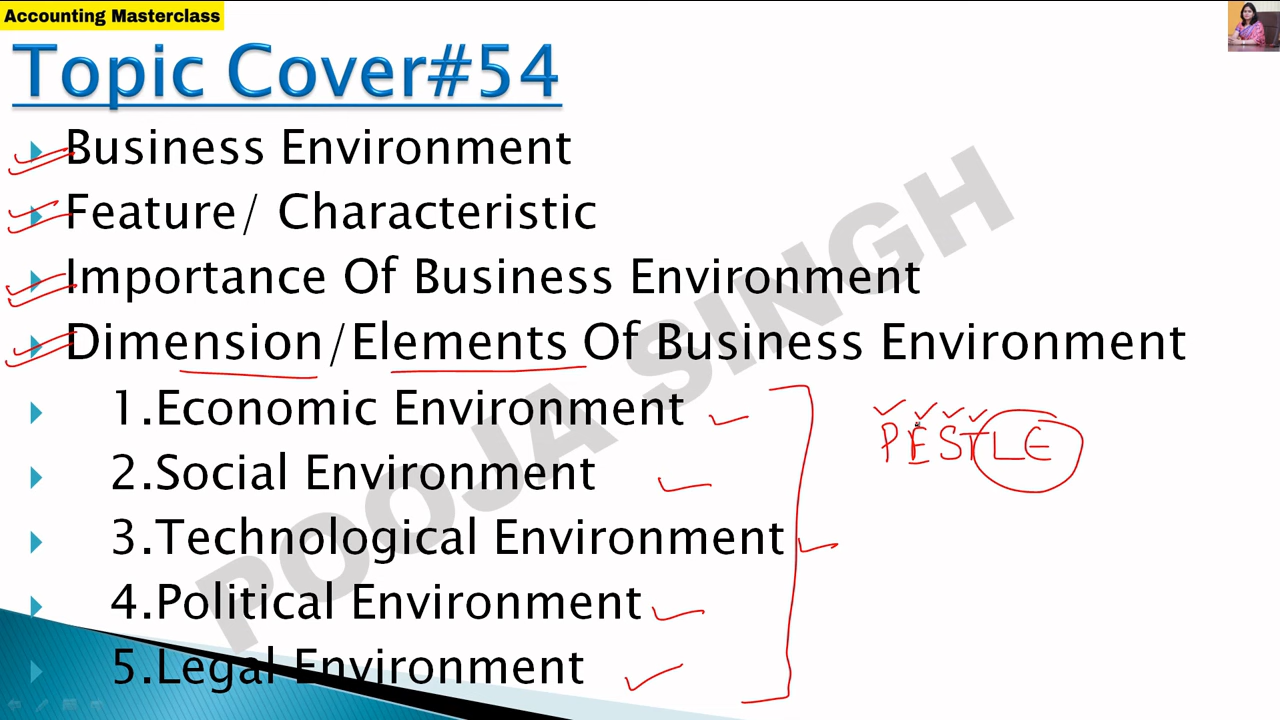 Accounting Masterclass
Topic Cover#54
Business Environment
Feature/ Characteristic
Importance Of Business Environment
Dimension/Elements Of Business Environment
1.Economic Environment
2.Social Environment
3.Technological Environment
4.Political Environment
5.Legal Environment
PESTLE
POOJA SINGH